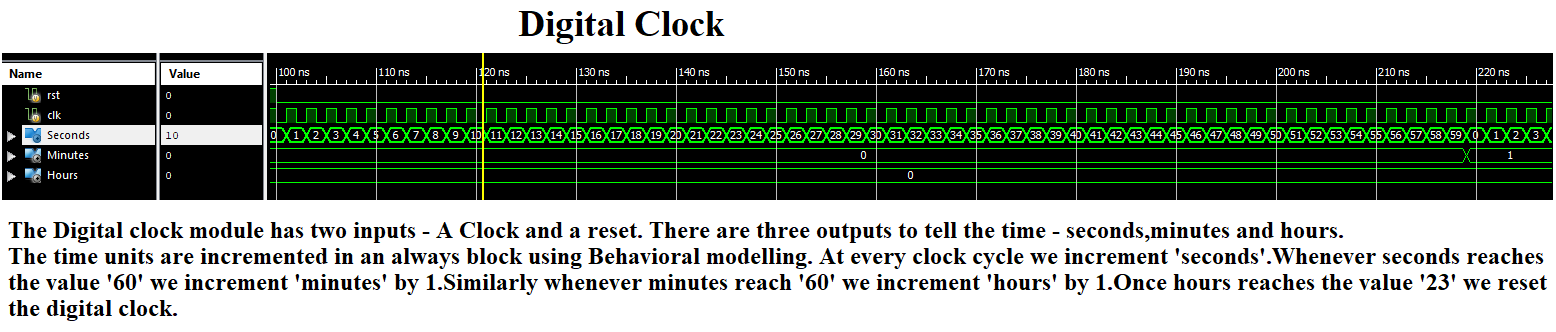 Digital Clock
Name Value
100 ns 110 ns 120 ns 130 ns 140 ns 150 ns 160 ns 170 ns 180 ns 190 ns 200 ns 210 ns 220 ns
rst 0
clk 0
Seconds 10 0 1 2 3 4 5 6 7 8 9 10 11 12 13 14 15 16 17 18 19 20 21 22 23 24 25 26 27 28 29 30 31 32 33 34 35 36 37 38 39 40 41 42 43 44 45 46 47 48 49 50 51 52 53 54 55 56 57 58 59 0 1 2 3
Minutes 0 0 1
Hours 0 0
The Digital clock module has two inputs - A Clock and a reset. There are three outputs to tell the time - seconds,minutes and hours.
The time units are incremented in an always block using Behavioral modelling. At every clock cycle we increment 'seconds'.Whenever seconds reaches
the value '60' we increment 'minutes' by 1.Similarly whenever minutes reach '60' we increment 'hours' by 1.Once hours reaches the value '23' we reset
the digital clock.